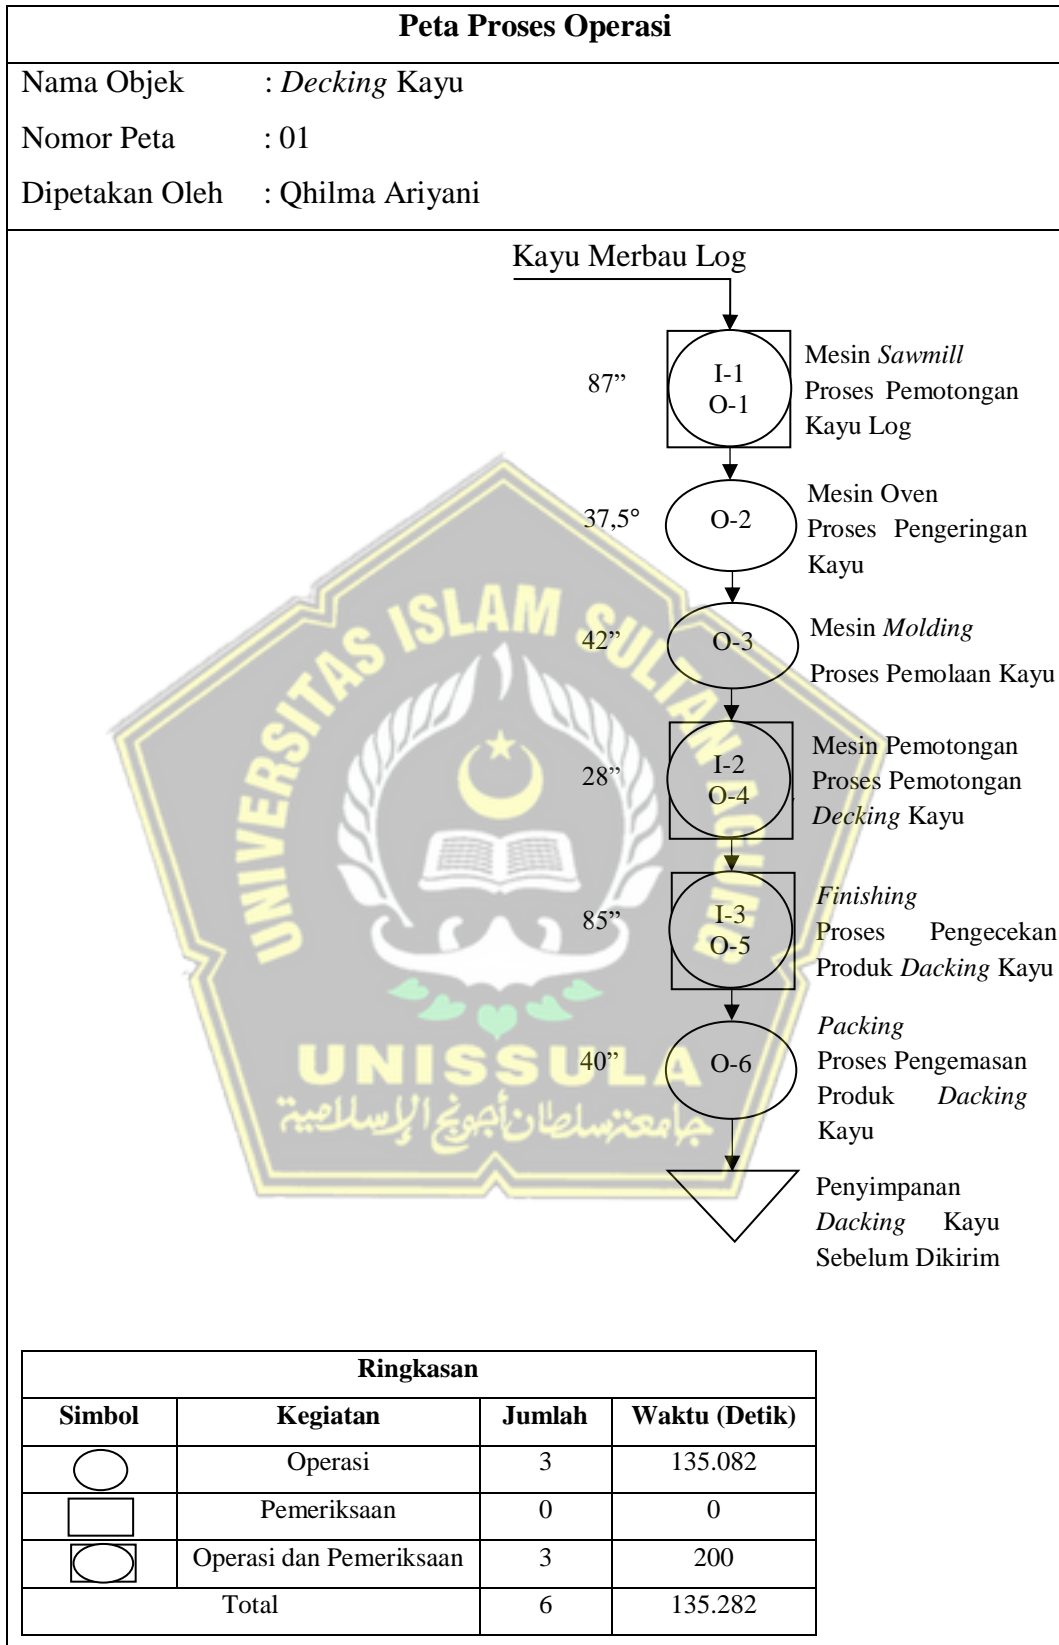 Peta Proses Operasi
Nama Objek : Decking Kayu
Nomor Peta : 01
Dipetakan Oleh : Qhilma Ariyani
Kayu Merbau Log
87”
I-1
O-1
Mesin Sawmill
Proses Pemotongan
Kayu Log
37,5°
O-2
Mesin Oven
Proses Pengeringan
Kayu
42”
O-3
Mesin Molding
Proses Pemolaan Kayu
28”
I-2
O-4
Mesin Pemotongan
Proses Pemotongan
Decking Kayu
85”
I-3
O-5
Finishing
Proses Pengecekan
Produk Dacking Kayu
40”
O-6
Packing
Proses Pengemasan
Produk Dacking
Kayu
Penyimpanan
Dacking Kayu
Sebelum Dikirim
UNIVERSITAS ISLAM SULTAN AGUNG
UNISSULA
جامعتسلطان أجونج الإسلامية
Ringkasan
Simbol Kegiatan Jumlah Waktu (Detik)
Operasi 3 135.082
Pemeriksaan 0 0
Operasi dan Pemeriksaan 3 200
Total 6 135.282